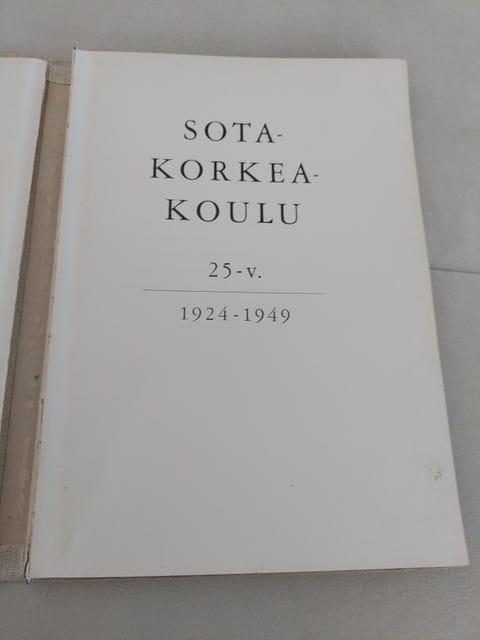 SOTA-
KORKEA-
KOULU
25-v.
1924-1949